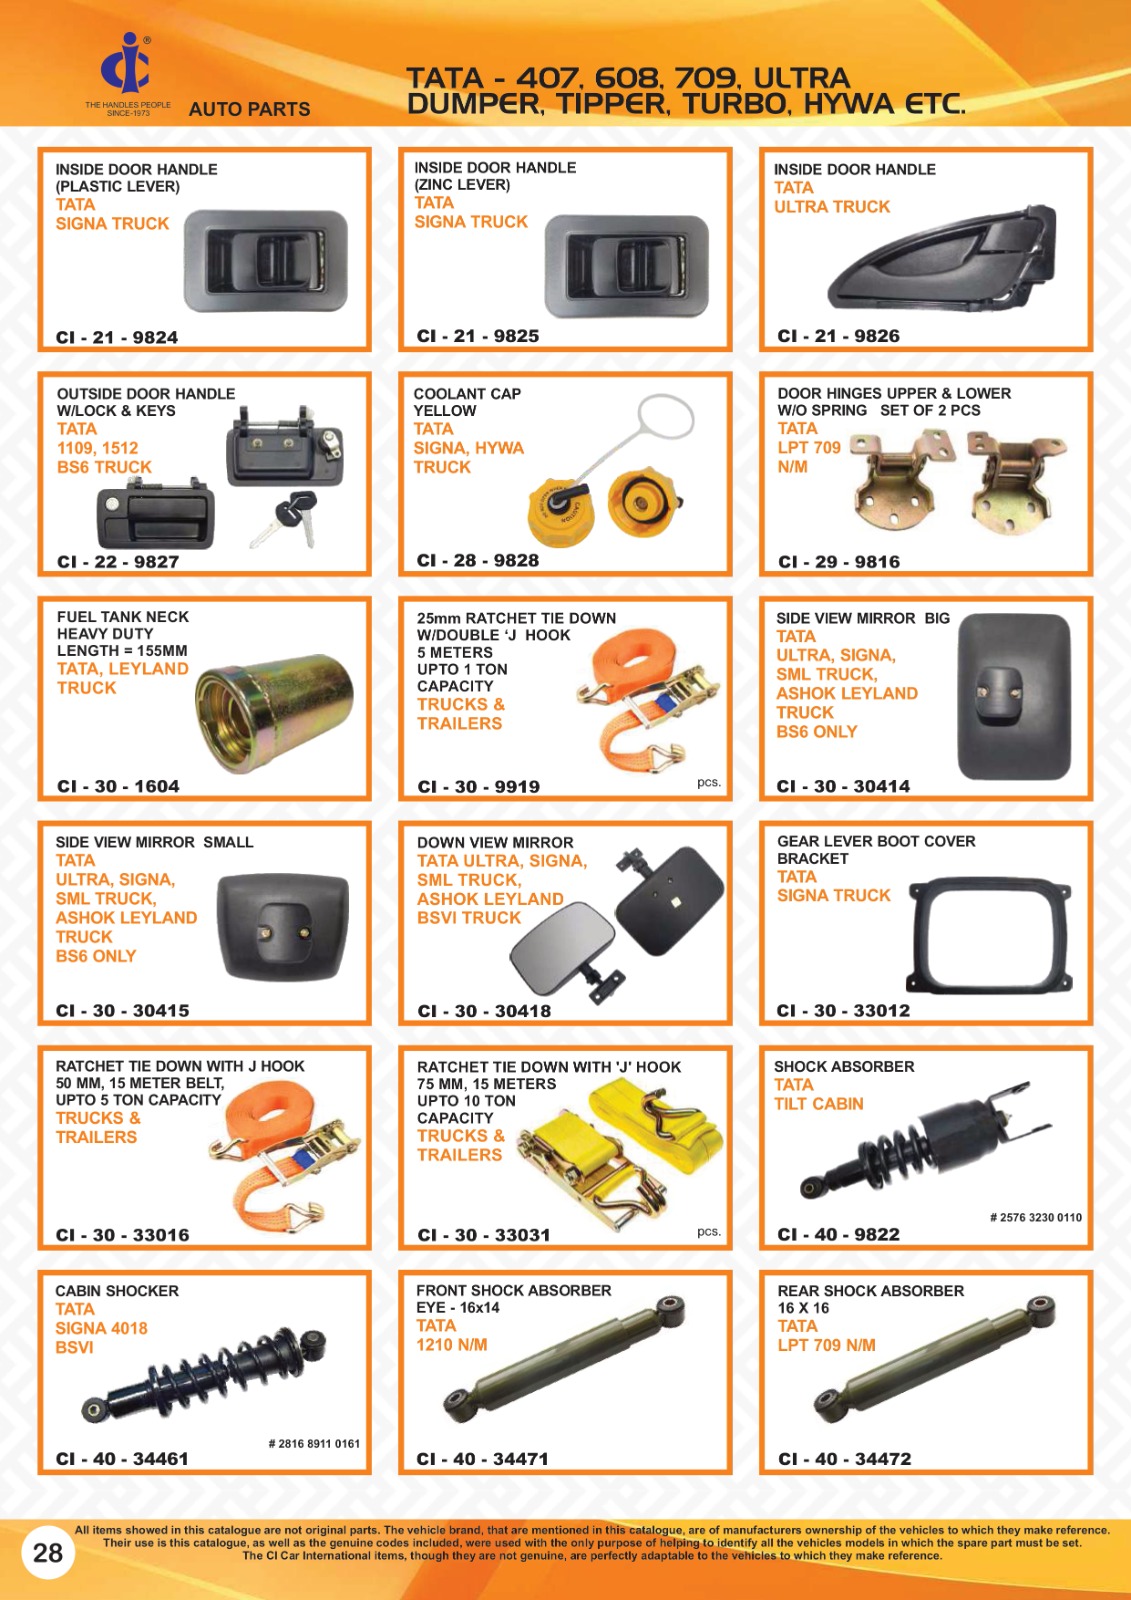 ®
THE HANDLES PEOPLE
SINCE-1973
AUTO PARTS
TATA - 407, 608, 709, ULTRA
DUMPER, TIPPER, TURBO, HYWA ETC.
INSIDE DOOR HANDLE
(PLASTIC LEVER)
TATA
SIGNA TRUCK
CI - 21 - 9824
INSIDE DOOR HANDLE
(ZINC LEVER)
TATA
SIGNA TRUCK
CI - 21 - 9825
INSIDE DOOR HANDLE
TATA
ULTRA TRUCK
CI - 21 - 9826
OUTSIDE DOOR HANDLE
W/LOCK & KEYS
TATA
1109, 1512
BS6 TRUCK
CI - 22 - 9827
COOLANT CAP
YELLOW
TATA
SIGNA, HYWA
TRUCK
CAUTION
CI - 28 - 9828
DOOR HINGES UPPER & LOWER
W/O SPRING SET OF 2 PCS
TATA
LPT 709
N/M
CI - 29 - 9816
FUEL TANK NECK
HEAVY DUTY
LENGTH = 155MM
TATA, LEYLAND
TRUCK
CI - 30 - 1604
25mm RATCHET TIE DOWN
W/DOUBLE ‘J HOOK
5 METERS
UPTO 1 TON
CAPACITY
TRUCKS &
TRAILERS
CI - 30 - 9919
pcs.
SIDE VIEW MIRROR BIG
TATA
ULTRA, SIGNA,
SML TRUCK,
ASHOK LEYLAND
TRUCK
BS6 ONLY
CI - 30 - 30414
SIDE VIEW MIRROR SMALL
TATA
ULTRA, SIGNA,
SML TRUCK,
ASHOK LEYLAND
TRUCK
BS6 ONLY
CI - 30 - 30415
DOWN VIEW MIRROR
TATA ULTRA, SIGNA,
SML TRUCK,
ASHOK LEYLAND
BSVI TRUCK
CI - 30 - 30418
GEAR LEVER BOOT COVER
BRACKET
TATA
SIGNA TRUCK
CI - 30 - 33012
RATCHET TIE DOWN WITH J HOOK
50 MM, 15 METER BELT,
UPTO 5 TON CAPACITY
TRUCKS &
TRAILERS
CI - 30 - 33016
RATCHET TIE DOWN WITH 'J' HOOK
75 MM, 15 METERS
UPTO 10 TON
CAPACITY
TRUCKS &
TRAILERS
CI - 30 - 33031
pcs.
SHOCK ABSORBER
TATA
TILT CABIN
# 2576 3230 0110
CI - 40 - 9822
CABIN SHOCKER
TATA
SIGNA 4018
BSVI
# 2816 8911 0161
CI - 40 - 34461
FRONT SHOCK ABSORBER
EYE - 16x14
TATA
1210 N/M
CI - 40 - 34471
REAR SHOCK ABSORBER
16 X 16
TATA
LPT 709 N/M
CI - 40 - 34472
28
All items showed in this catalogue are not original parts. The vehicle brand, that are mentioned in this catalogue, are of manufacturers ownership of the vehicles to which they make reference.
Their use is this catalogue, as well as the genuine codes included, were used with the only purpose of helping to identify all the vehicles models in which the spare part must be set.
The CI Car International items, though they are not genuine, are perfectly adaptable to the vehicles to which they make reference.